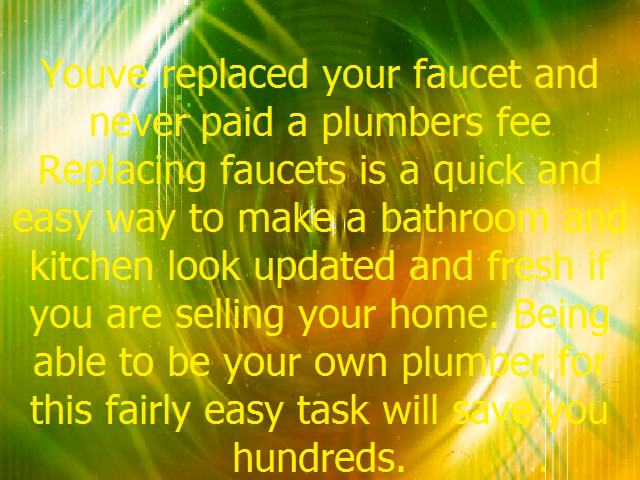 Youve replaced your faucet and
never paid a plumbers fee
Replacing faucets is a quick and
easy way to make a bathroom and
kitchen look updated and fresh if
you are selling your home. Being
able to be your own plumber for
this fairly easy task will save you
hundreds.